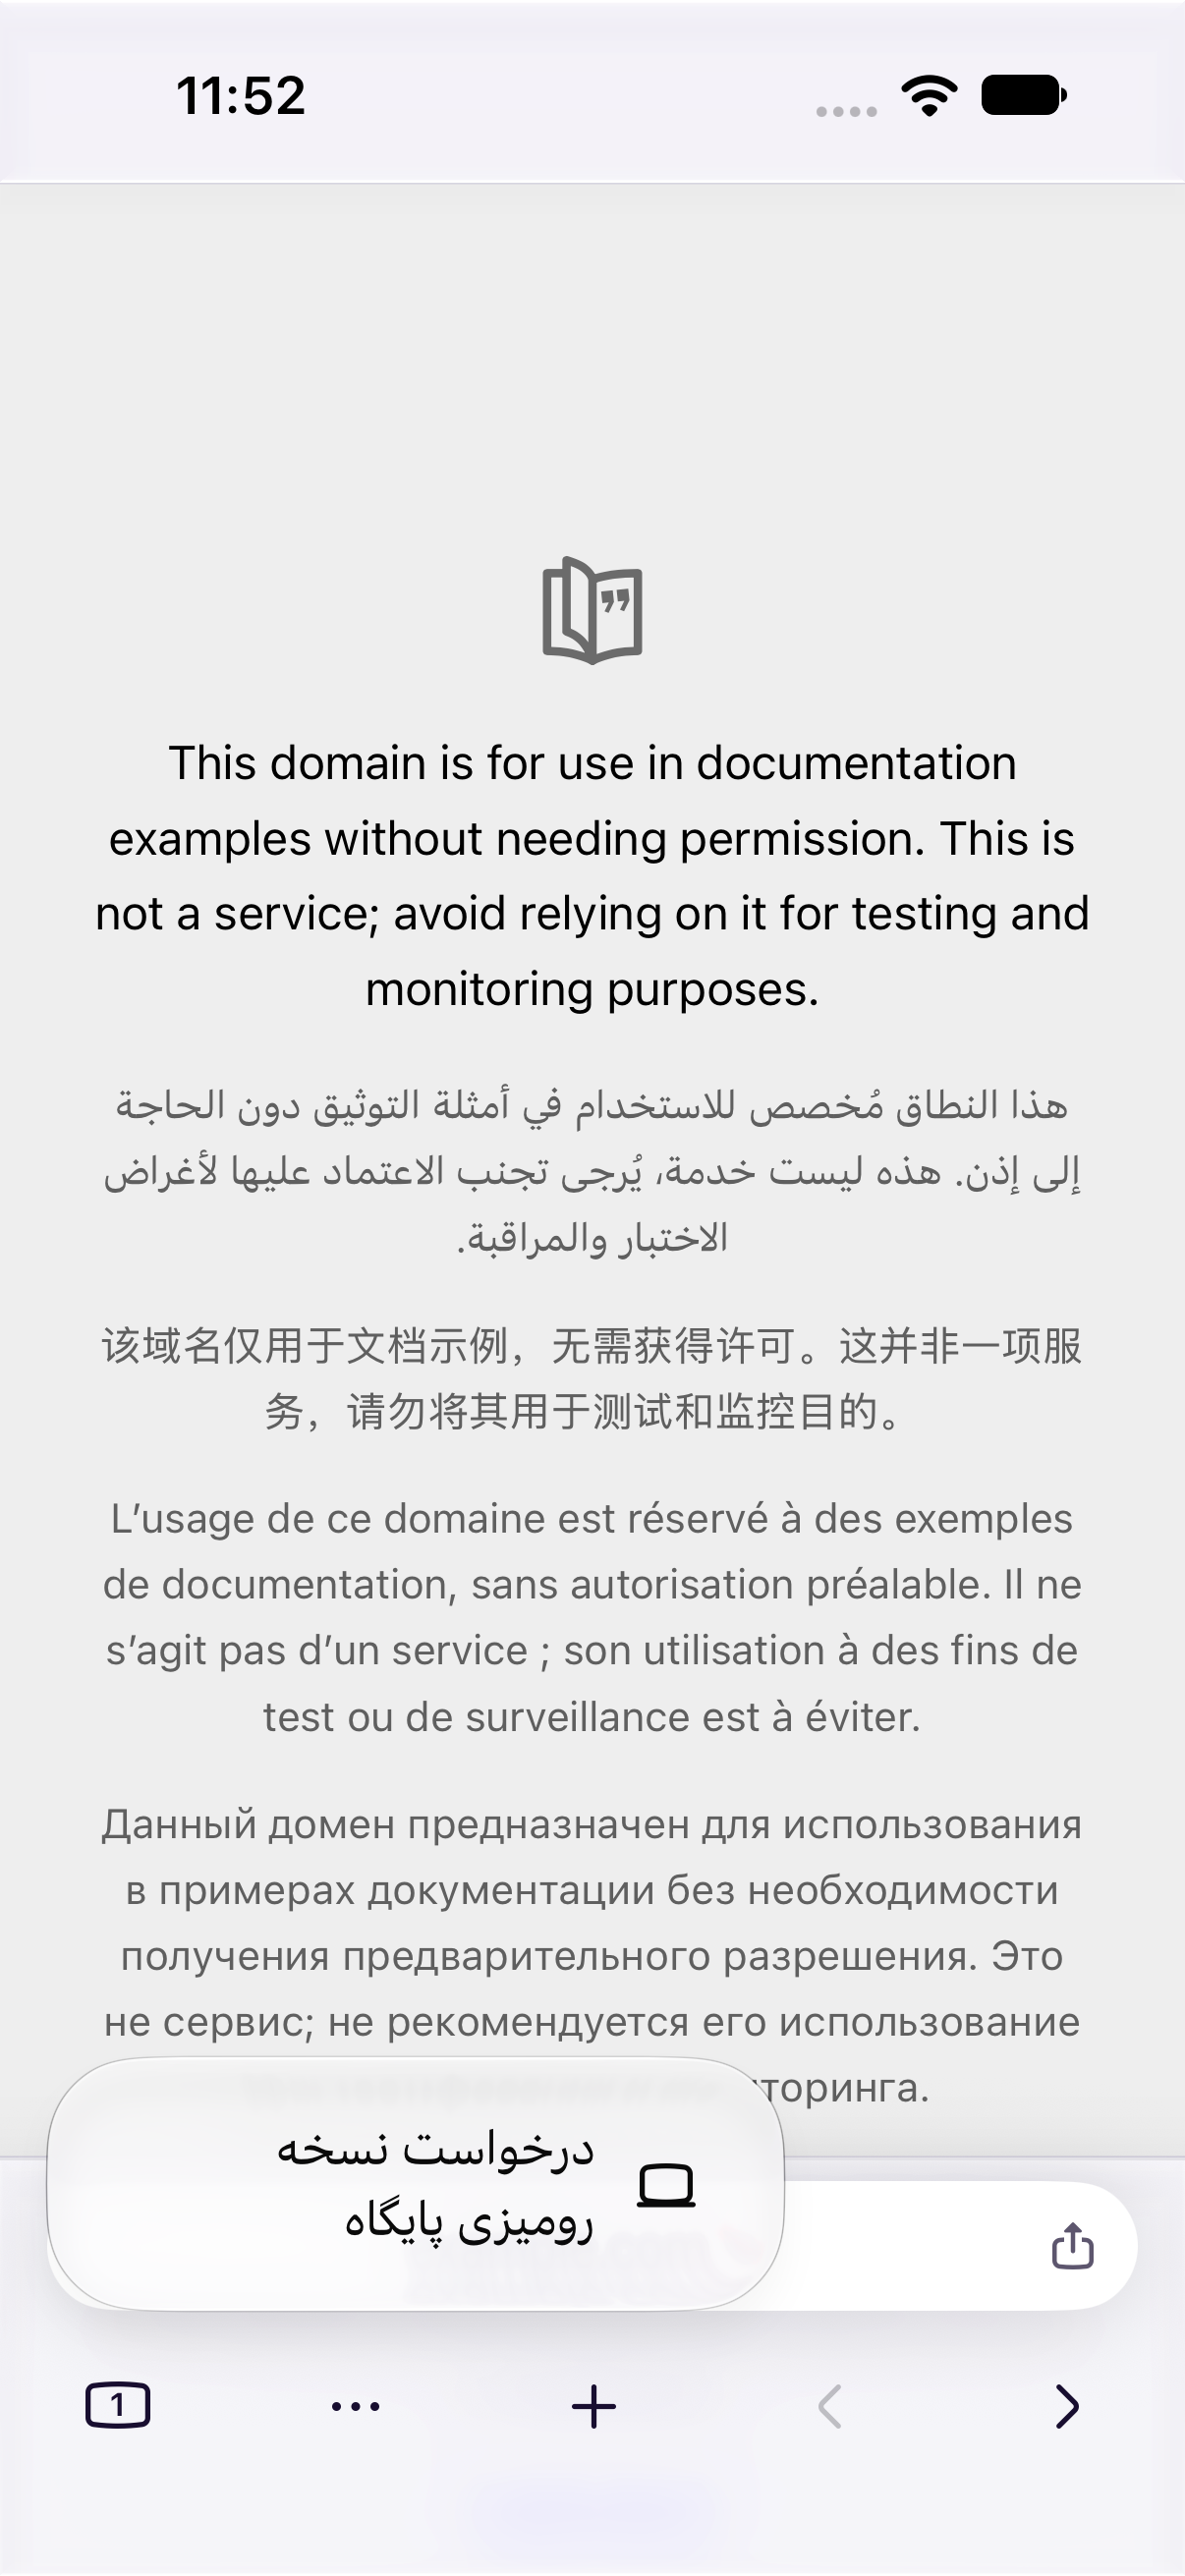 11:52
This domain is for use in documentation
examples without needing permission. This is
not a service; avoid relying on it for testing and
monitoring purposes.
هذا النطاق مُخصص للاستخدام في أمثلة التوثيق دون الحاجة
إلى إذن. هذه ليست خدمة، يُرجى تجنب الاعتماد عليها لأغراض
الاختبار والمراقبة.
该域名仅用于文档示例，无需获得许可。这并非一项服
务，请勿将其用于测试和监控目的。
L’usage de ce domaine est réservé à des exemples
de documentation, sans autorisation préalable. Il ne
s’agit pas d’un service ; son utilisation à des fins de
test ou de surveillance est à éviter.
Данный домен предназначен для использования
в примерах документации без необходимости
получения предварительного разрешения. Это
не сервис; не рекомендуется его использование
торинга.
درخواست نسخه
رومیزی پایگاه
1